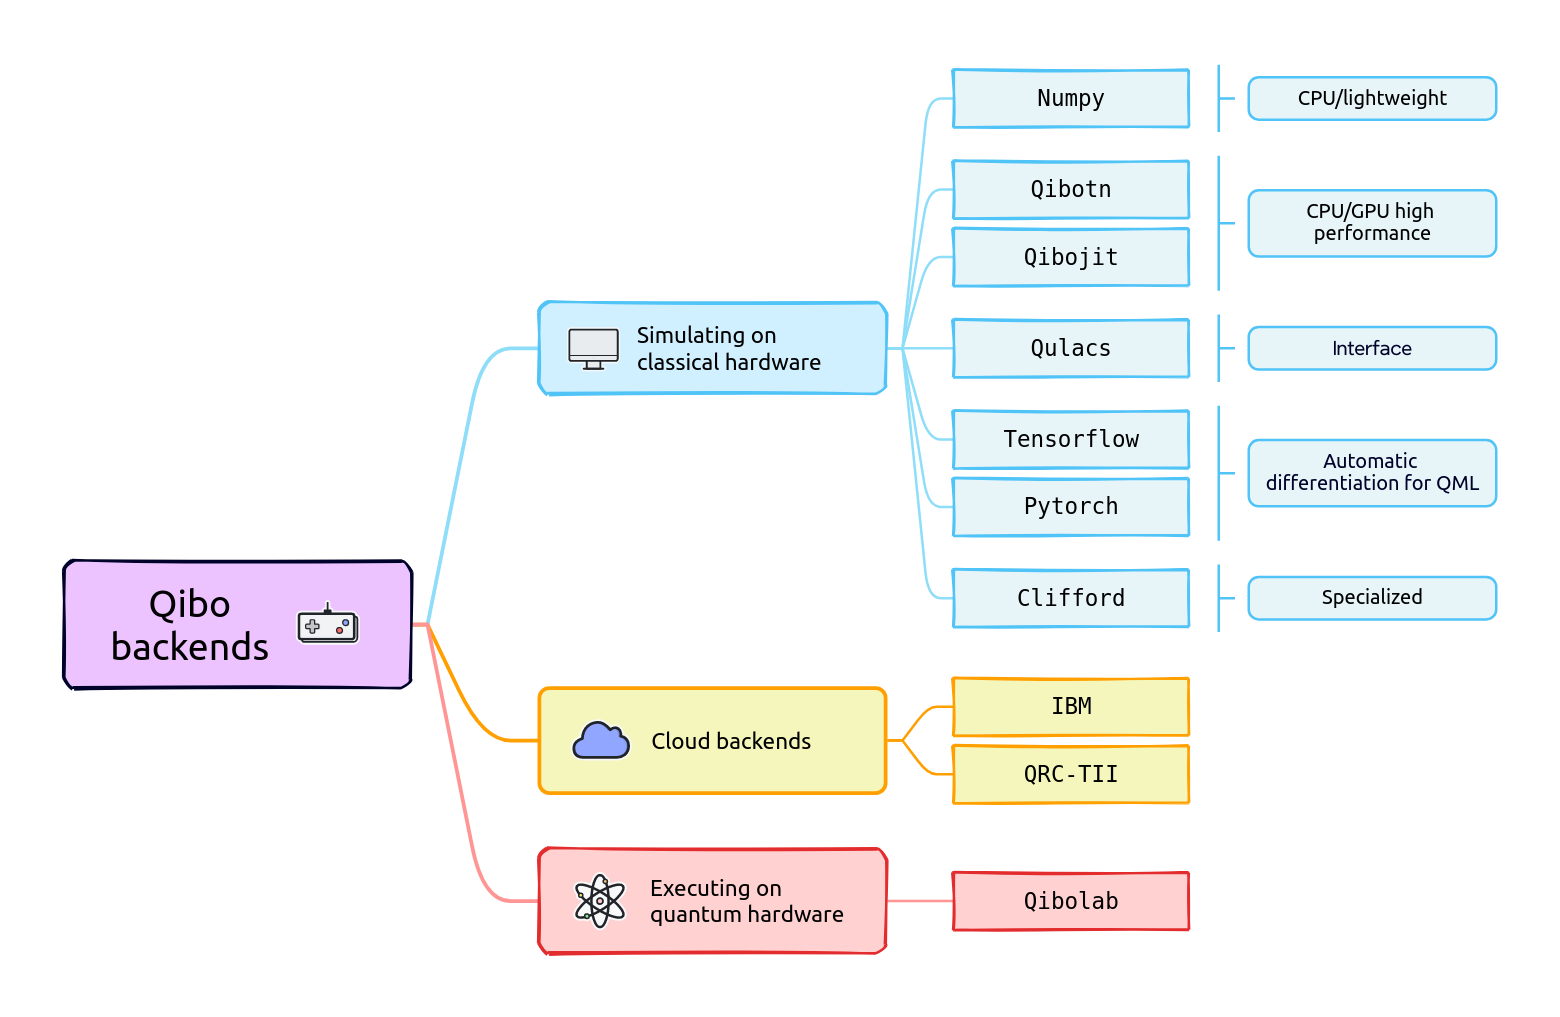 Qibo
backends
Simulating on
classical hardware
Numpy
CPU/lightweight
Qibotn
Qibojit
CPU/GPU high
performance
Qulacs
Interface
Tensorflow
Pytorch
Automatic
differentiation for QML
Clifford
Specialized
Cloud backends
IBM
QRC-TII
Executing on
quantum hardware
Qibolab